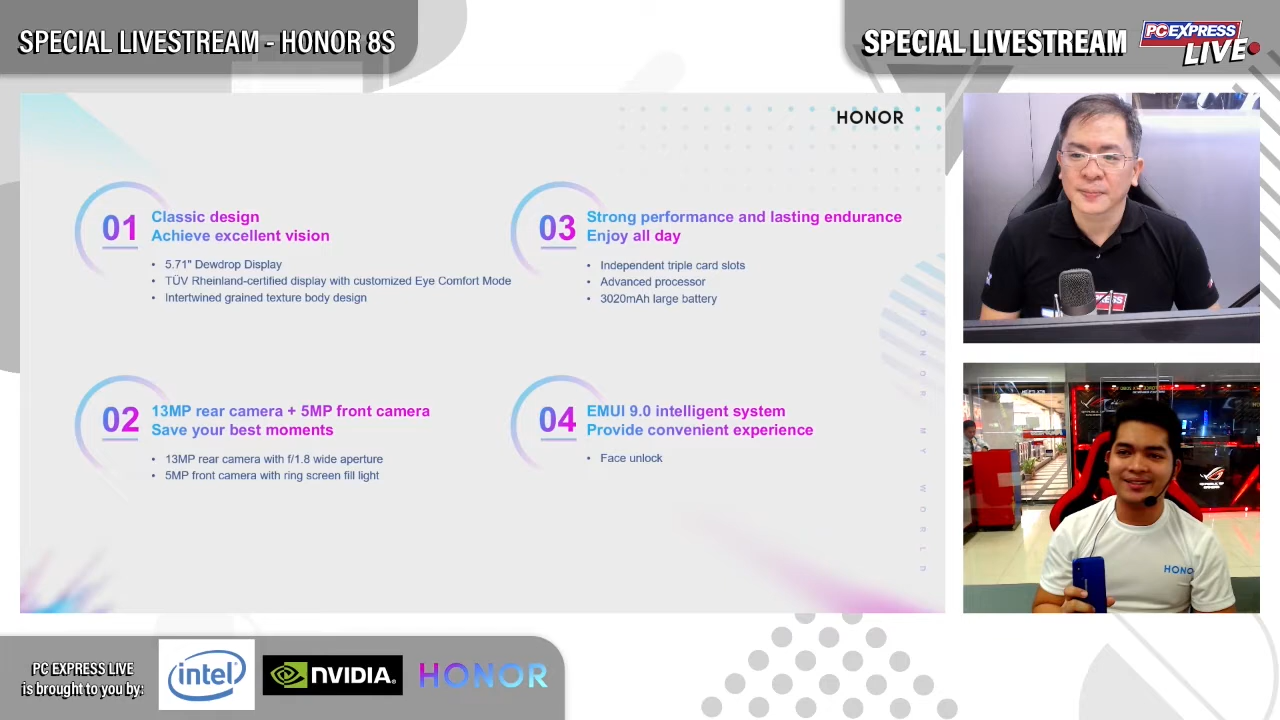 SPECIAL LIVESTREAM - HONOR 8S
SPECIAL LIVESTREAM
PC EXPRESS
LIVE
HONOR
01
Classic design
Achieve excellent vision
• 5.71" Dewdrop Display
• TÜV Rheinland-certified display with customized Eye Comfort Mode
• Intertwined grained texture body design
03
Strong performance and lasting endurance
Enjoy all day
• Independent triple card slots
• Advanced processor
• 3020mAh large battery
02
13MP rear camera + 5MP front camera
Save your best moments
• 13MP rear camera with f/1.8 wide aperture
• 5MP front camera with ring screen fill light
04
EMUI 9.0 intelligent system
Provide convenient experience
• Face unlock
HONOR MY WORLD
EXPRESS
HONO
PC EXPRESS LIVE
is brought to you by:
intel
NVIDIA.
HONOR